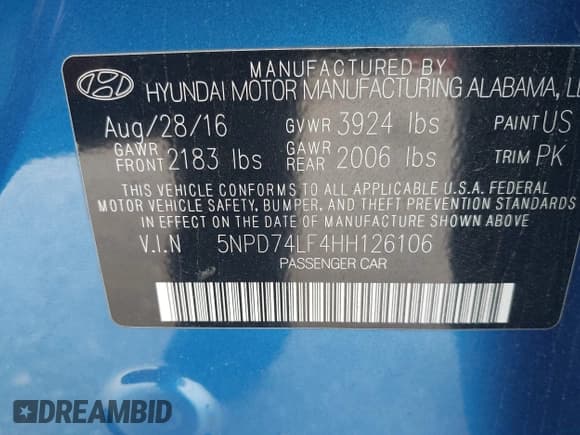 MANUFACTURED BY
HYUNDAI MOTOR MANUFACTURING ALABAMA,
Aug/28/16 GVWR 3924 lbs PAINT US
GAWR FRONT 2183 lbs GAWR REAR 2006 lbs TRIM PK
THIS VEHICLE CONFORMS TO ALL APPLICABLE U.S.A. FEDERAL
MOTOR VEHICLE SAFETY, BUMPER, AND THEFT PREVENTION STANDARDS
IN EFFECT ON THE DATE OF MANUFACTURE SHOWN ABOVE.
V.I.N 5NPD74LF4HH126106
PASSENGER CAR
DREAMBID